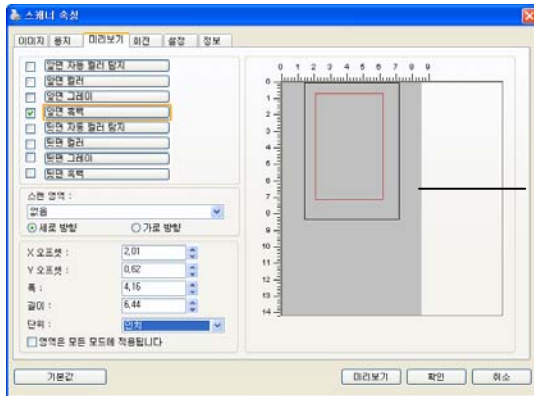 스캐너 속성
이미지 용지 미리보기 회전 설정 정보
앞면 자동 컬러 탐지
앞면 컬러
앞면 그레이
앞면 흑백
뒷면 자동 컬러 탐지
뒷면 컬러
뒷면 그레이
뒷면 흑백
스캔 영역 :
없음
세로 방향 가로 방향
X 오프셋 : 2,01
Y 오프셋 : 0,62
폭 : 4,16
길이 : 6,44
단위 : 인치
영역은 모든 모드에 적용됩니다
0 1 2 3 4 5 6 7 8 9
0
1
2
3
4
5
6
7
8
9
10
11
12
13
14
기본값 미리보기 확인 취소